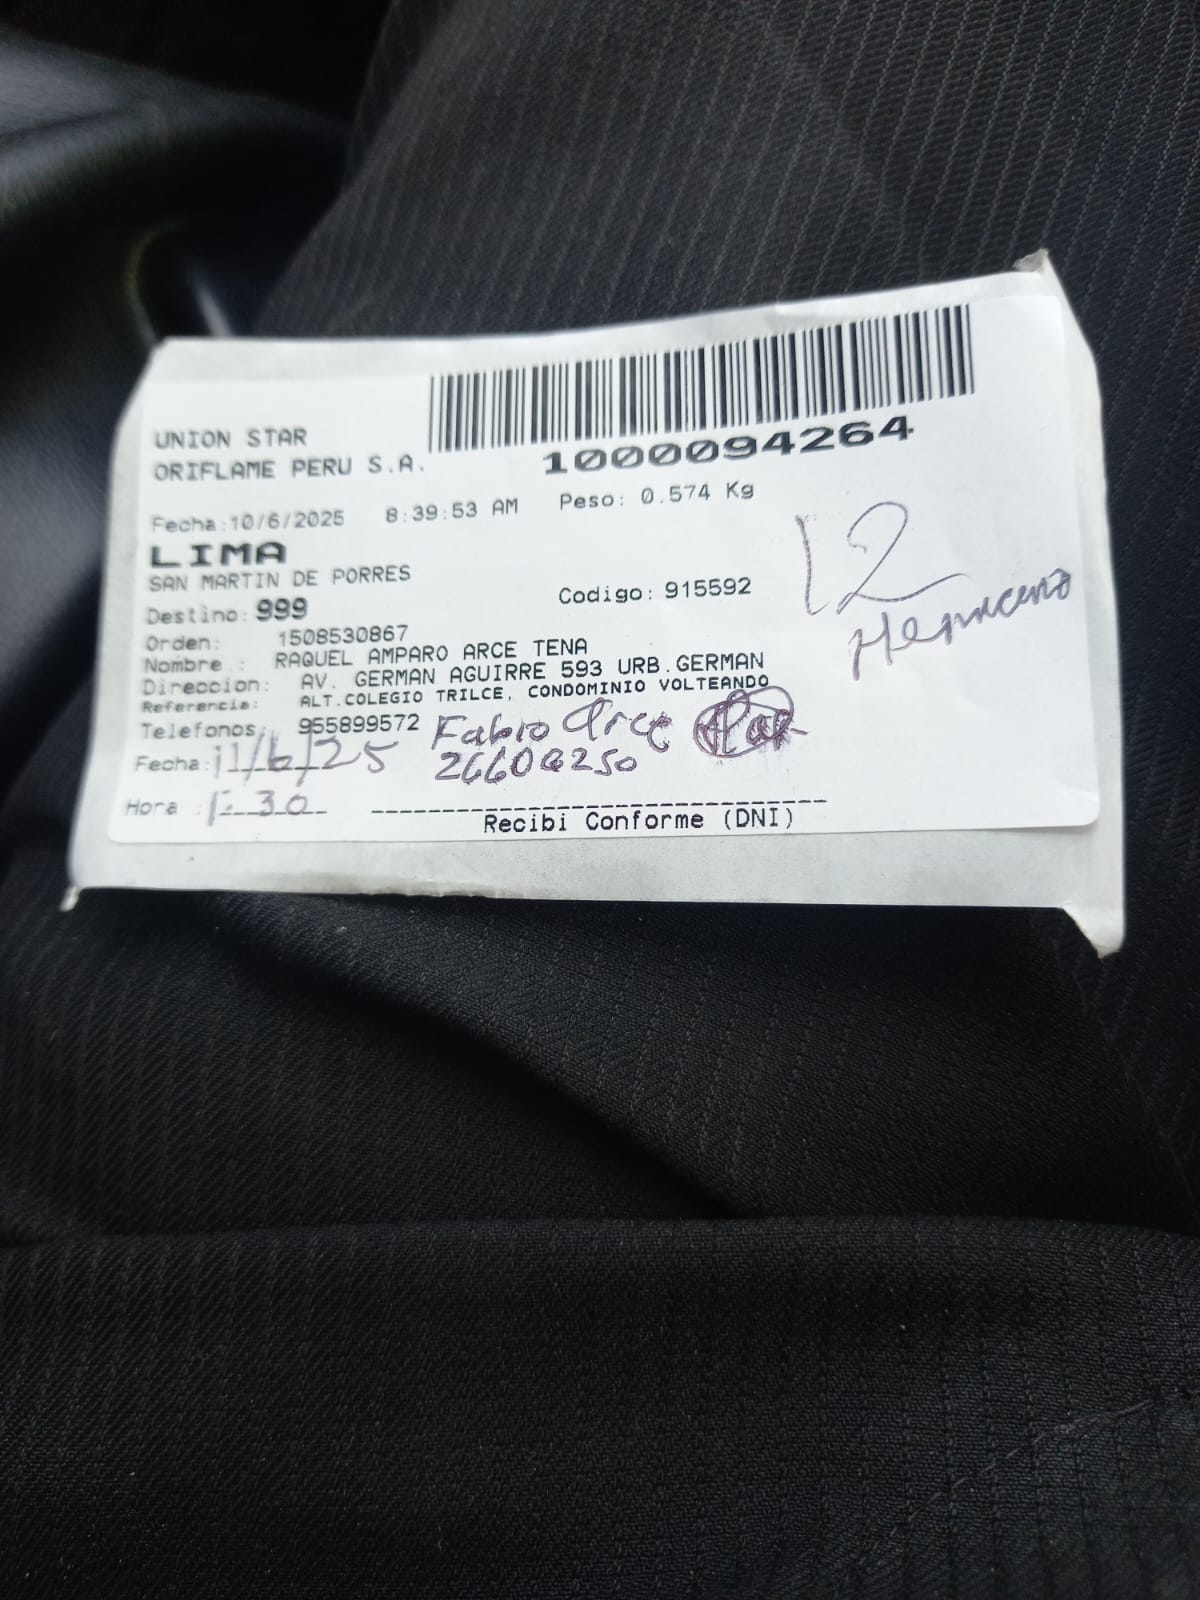 UNION STAR
ORIFLAME PERU S.A.
1000094264
Fecha:10/6/2025 8:39:53 AM Peso: 0.574 Kg
LIMA
SAN MARTIN DE PORRES
Destino: 999 Codigo: 915592
12
Orden: 1508530867
Nombre : RAQUEL AMPARO ARCE TENA
Direccion: AV. GERMAN AGUIRRE 593 URB.GERMAN
Referencia: ALT.COLEGIO TRILCE, CONDOMINIO VOLTEANDO
Telefonos: 955899572 Fabio Arce
Fecha: 11/6/25
Hora : 1:30
Recibi Conforme (DNI)